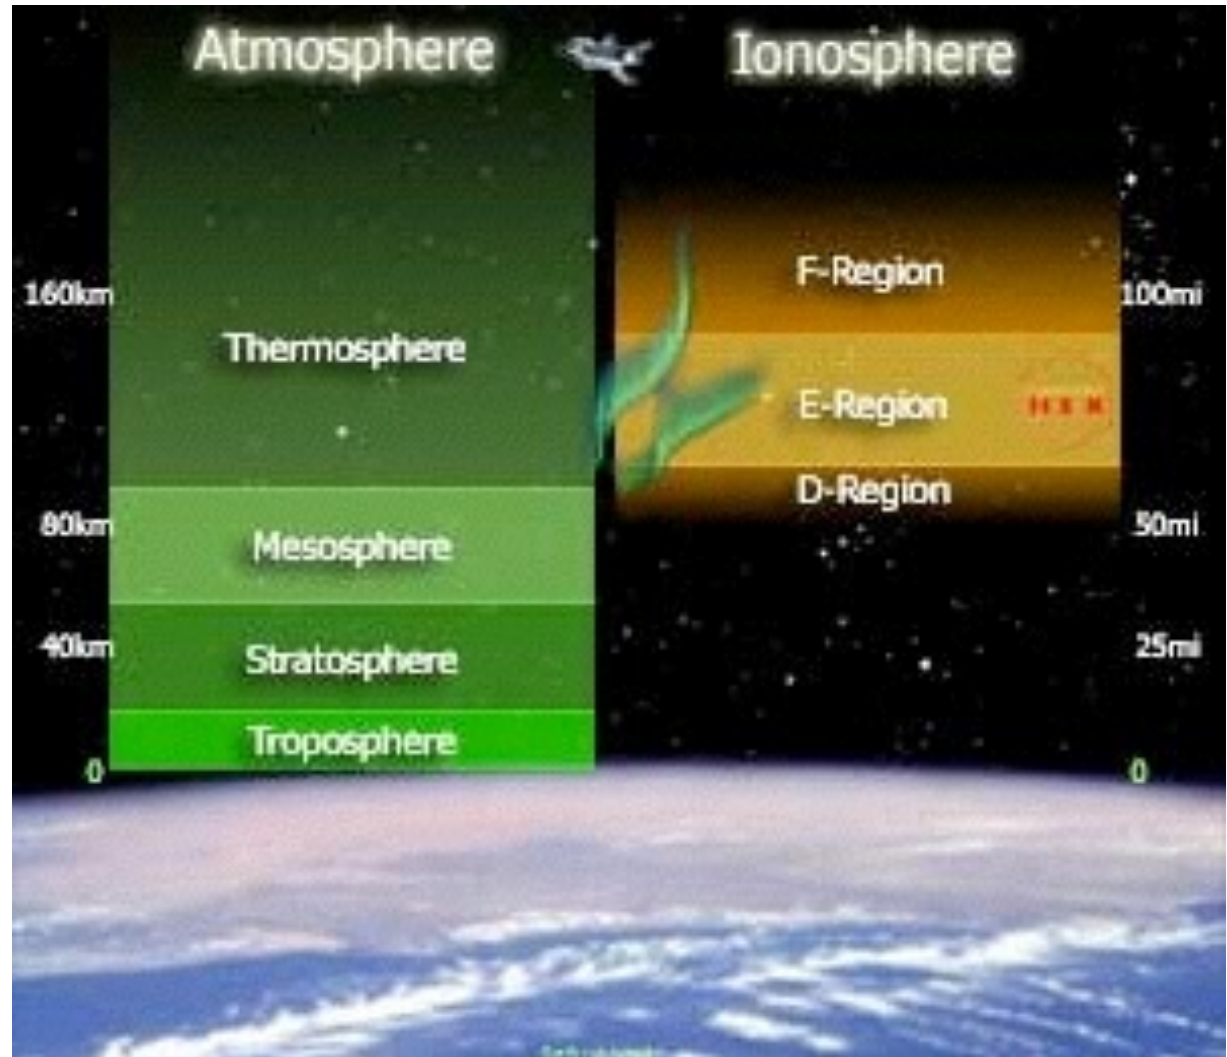 Atmosphere
Ionosphere
F-Region
160km
100mi
Thermosphere
E-Region
D-Region
80km
50mi
Mesosphere
40km
25mi
Stratosphere
Troposphere
0
0